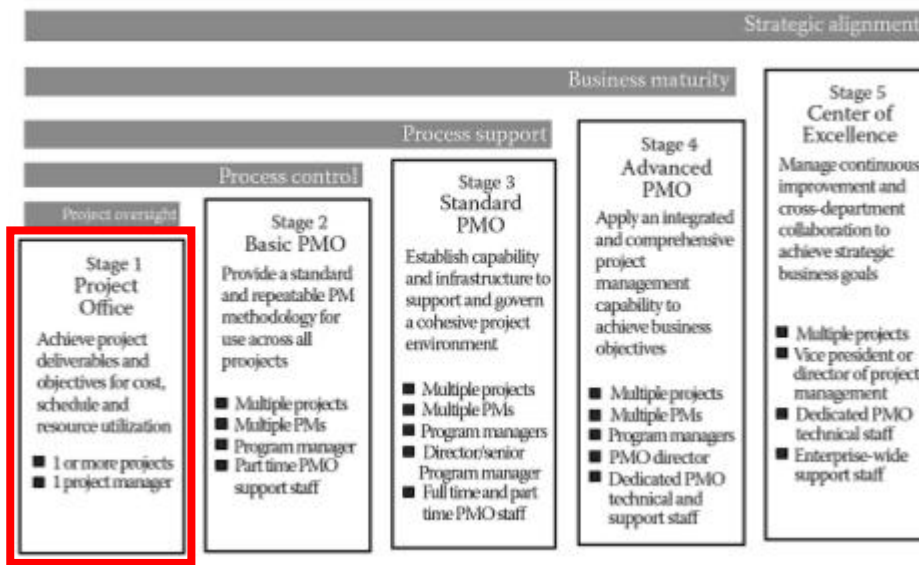 Strategic alignment
Business maturity
Process support
Process control
Project oversight
Stage 1
Project
Office
Achieve project
deliverables and
objectives for cost,
schedule and
resource utilization
1 or more projects
1 project manager
Stage 2
Basic PMO
Provide a standard
and repeatable PM
methodology for
use across all
proojects
Multiple projects
Multiple PMs
Program manager
Part time PMO
support staff
Stage 3
Standard
PMO
Establish capability
and infrastructure to
support and govern
a cohesive project
environment
Multiple projects
Multiple PMs
Program managers
Director/senior
Program manager
Full time and part
time PMO staff
Stage 4
Advanced
PMO
Apply an integrated
and comprehensive
project
management
capability to
achieve business
objectives
Multiple projects
Multiple PMs
Program managers
PMO director
Dedicated PMO
technical and
support staff
Stage 5
Center of
Excellence
Manage continuous
improvement and
cross-department
collaboration to
achieve strategic
business goals
Multiple projects
Vice president or
director of project
management
Dedicated PMO
technical staff
Enterprise-wide
support staff